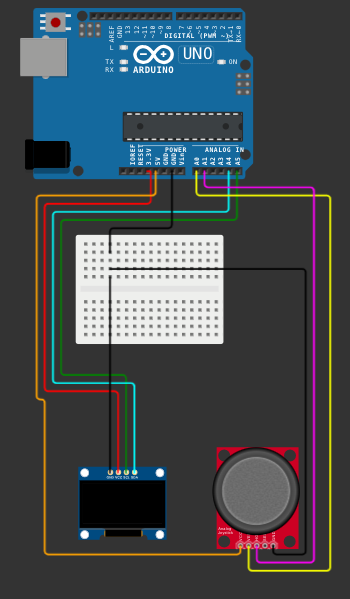 AREF
GND
13
12
~11
~10
~9
8
7
~6
~5
4
~3
2
TX→1
RX←0
DIGITAL (PWM ~)
L
UNO
TX
RX
ON
ARDUINO
IOREF
RESET
3.3V
5V
GND
GND
VIN
POWER
A0
A1
A2
A3
A4
A5
ANALOG IN
GND VCC SCL SDA
Analog
Joystick